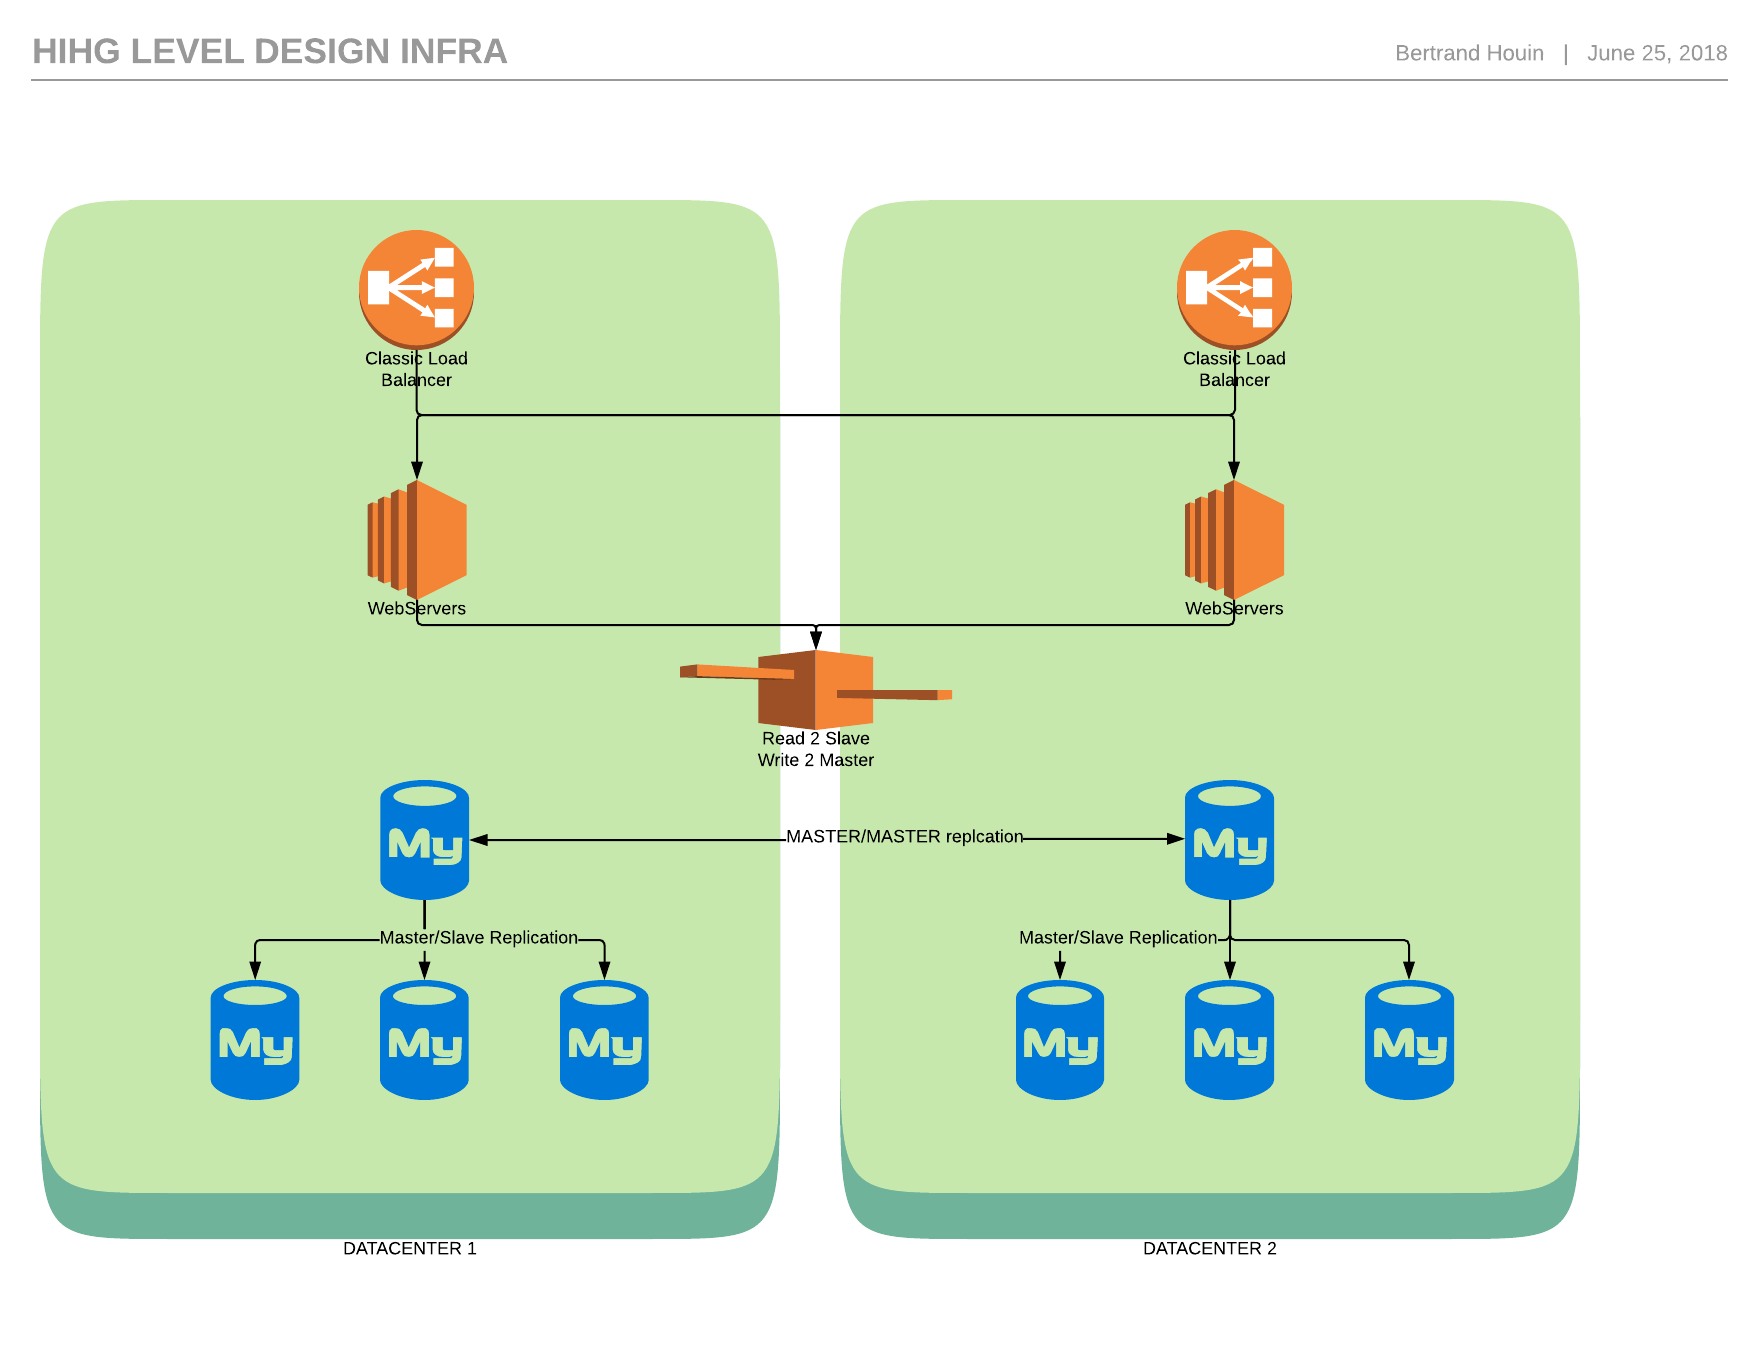 HIHG LEVEL DESIGN INFRA
Bertrand Houin | June 25, 2018
Classic Load
Balancer
Classic Load
Balancer
WebServers
WebServers
Read 2 Slave
Write 2 Master
My
MASTER/MASTER replcation
My
Master/Slave Replication
Master/Slave Replication
My
My
My
My
My
My
DATACENTER 1
DATACENTER 2